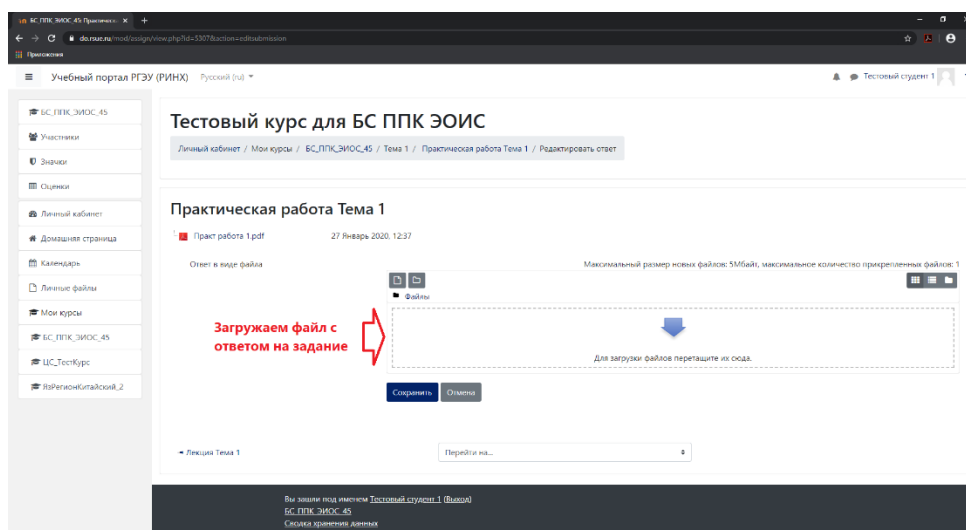 БС_ППК_ЭИОС_45: Практическ
do.rsue.ru/mod/assign/view.php?id=5307&action=editsubmission
Приложения
Учебный портал РГЭУ (РИНХ) Русский (ru)
Тестовый студент 1
БС_ППК_ЭИОС_45
Участники
Значки
Оценки
Личный кабинет
Домашняя страница
Календарь
Личные файлы
Мои курсы
БС_ППК_ЭИОС_45
ЦС_ТестКурс
ЯзРегионКитайский_2
Тестовый курс для БС ППК ЭОИС
Личный кабинет / Мои курсы / БС_ППК_ЭИОС_45 / Тема 1 / Практическая работа Тема 1 / Редактировать ответ
Практическая работа Тема 1
Практ работа 1.pdf 27 Январь 2020, 12:37
Ответ в виде файла
Максимальный размер новых файлов: 5Мбайт, максимальное количество прикрепленных файлов: 1
Файлы
Загружаем файл с
ответом на задание
Для загрузки файлов перетащите их сюда.
Сохранить Отмена
◄ Лекция Тема 1
Перейти на...
Вы зашли под именем Тестовый студент 1 (Выход)
БС_ППК_ЭИОС_45
Сводка хранения данных